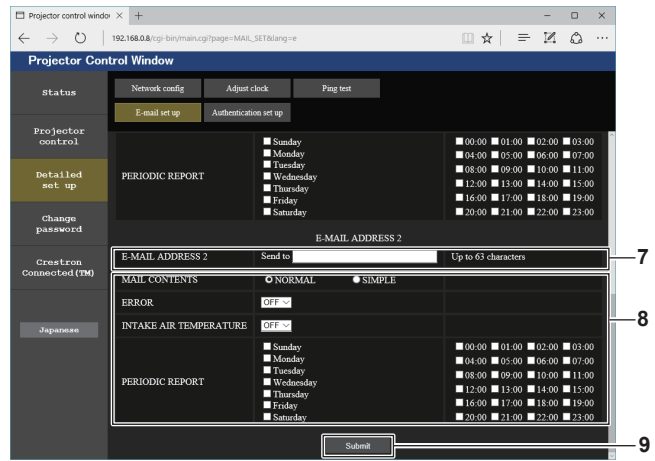 Projector control window
192.168.0.8/cgi-bin/main.cgi?page=MAIL_SET&lang=e
Projector Control Window
Status
Projector
control
Detailed
set up
Change
password
Crestron
Connected(TM)
Japanese
Network config Adjust clock Ping test
E-mail set up Authentication set up
PERIODIC REPORT
Sunday
Monday
Tuesday
Wednesday
Thursday
Friday
Saturday
00:00 01:00 02:00 03:00
04:00 05:00 06:00 07:00
08:00 09:00 10:00 11:00
12:00 13:00 14:00 15:00
16:00 17:00 18:00 19:00
20:00 21:00 22:00 23:00
E-MAIL ADDRESS 2
E-MAIL ADDRESS 2 Send to Up to 63 characters
7
MAIL CONTENTS NORMAL SIMPLE
ERROR OFF
8
INTAKE AIR TEMPERATURE OFF
PERIODIC REPORT
Sunday
Monday
Tuesday
Wednesday
Thursday
Friday
Saturday
00:00 01:00 02:00 03:00
04:00 05:00 06:00 07:00
08:00 09:00 10:00 11:00
12:00 13:00 14:00 15:00
16:00 17:00 18:00 19:00
20:00 21:00 22:00 23:00
Submit
9